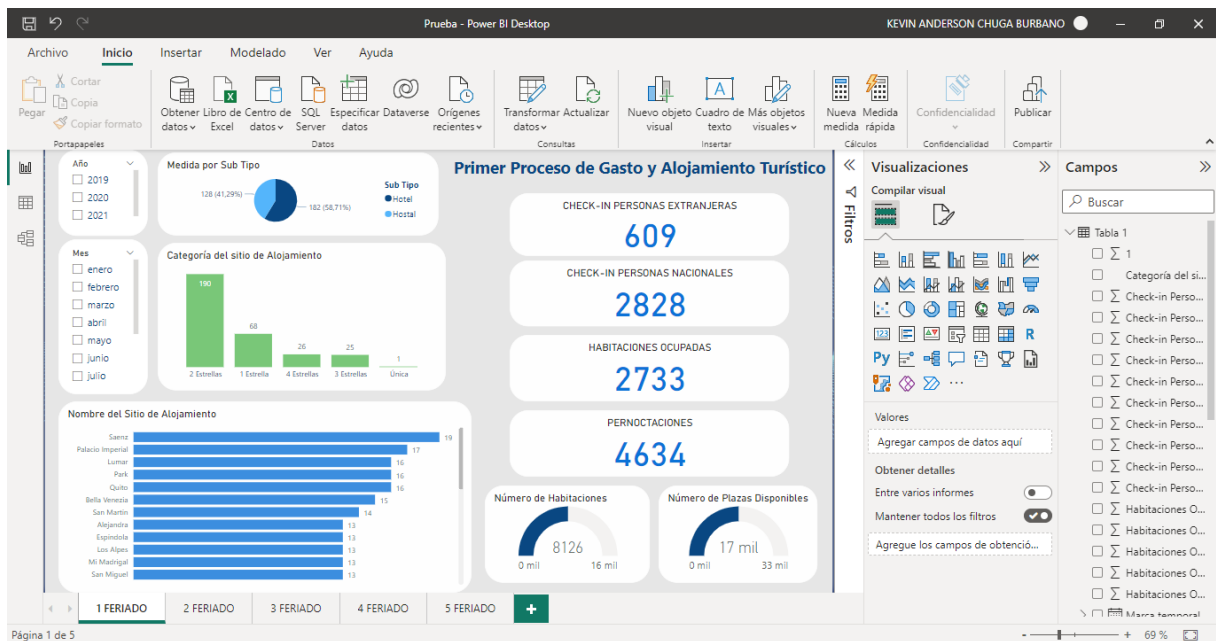 Prueba - Power BI Desktop
KEVIN ANDERSON CHUGA BURBANO
Archivo Inicio Insertar Modelado Ver Ayuda
Pegar
Cortar
Copia
Copiar formato
Portapapeles
Obtener datos
Libro de Excel
Centro de datos
SQL Server
Especificar datos
Dataverse
Orígenes recientes
Datos
Transformar datos
Actualizar
Consultas
Nuevo objeto visual
Cuadro de texto
Más objetos visuales
Insertar
Nueva medida
Medida rápida
Cálculos
Confidencialidad
Confidencialidad
Publicar
Compartir
Año
2019
2020
2021
Mes
enero
febrero
marzo
abril
mayo
junio
julio
Medida por Sub Tipo
128 (41,29%)
182 (58,71%)
Sub Tipo
Hotel
Hostal
Categoría del sitio de Alojamiento
190
68
26
25
1
2 Estrellas
1 Estrella
4 Estrellas
3 Estrellas
Única
Nombre del Sitio de Alojamiento
Saenz 19
Palacio Imperial 17
Lumar 16
Park 16
Quito 16
Bella Venezia 15
San Martin 14
Alejandra 13
Espindola 13
Los Alpes 13
Mi Madrigal 13
San Miguel 13
Primer Proceso de Gasto y Alojamiento Turístico
CHECK-IN PERSONAS EXTRANJERAS
609
CHECK-IN PERSONAS NACIONALES
2828
HABITACIONES OCUPADAS
2733
PERNOCTACIONES
4634
Número de Habitaciones
8126
0 mil 16 mil
Número de Plazas Disponibles
17 mil
0 mil 33 mil
Filtros
Visualizaciones
Compilar visual
123
R
Py
Valores
Agregar campos de datos aquí
Obtener detalles
Entre varios informes
Mantener todos los filtros
Agregue los campos de obtenció...
Campos
Buscar
Tabla 1
∑ 1
Categoría del si...
∑ Check-in Perso...
∑ Check-in Perso...
∑ Check-in Perso...
∑ Check-in Perso...
∑ Check-in Perso...
∑ Check-in Perso...
∑ Check-in Perso...
∑ Check-in Perso...
∑ Check-in Perso...
∑ Check-in Perso...
∑ Habitaciones O...
∑ Habitaciones O...
∑ Habitaciones O...
∑ Habitaciones O...
∑ Habitaciones O...
Marca temporal
1 FERIADO
2 FERIADO
3 FERIADO
4 FERIADO
5 FERIADO
Página 1 de 5
69 %